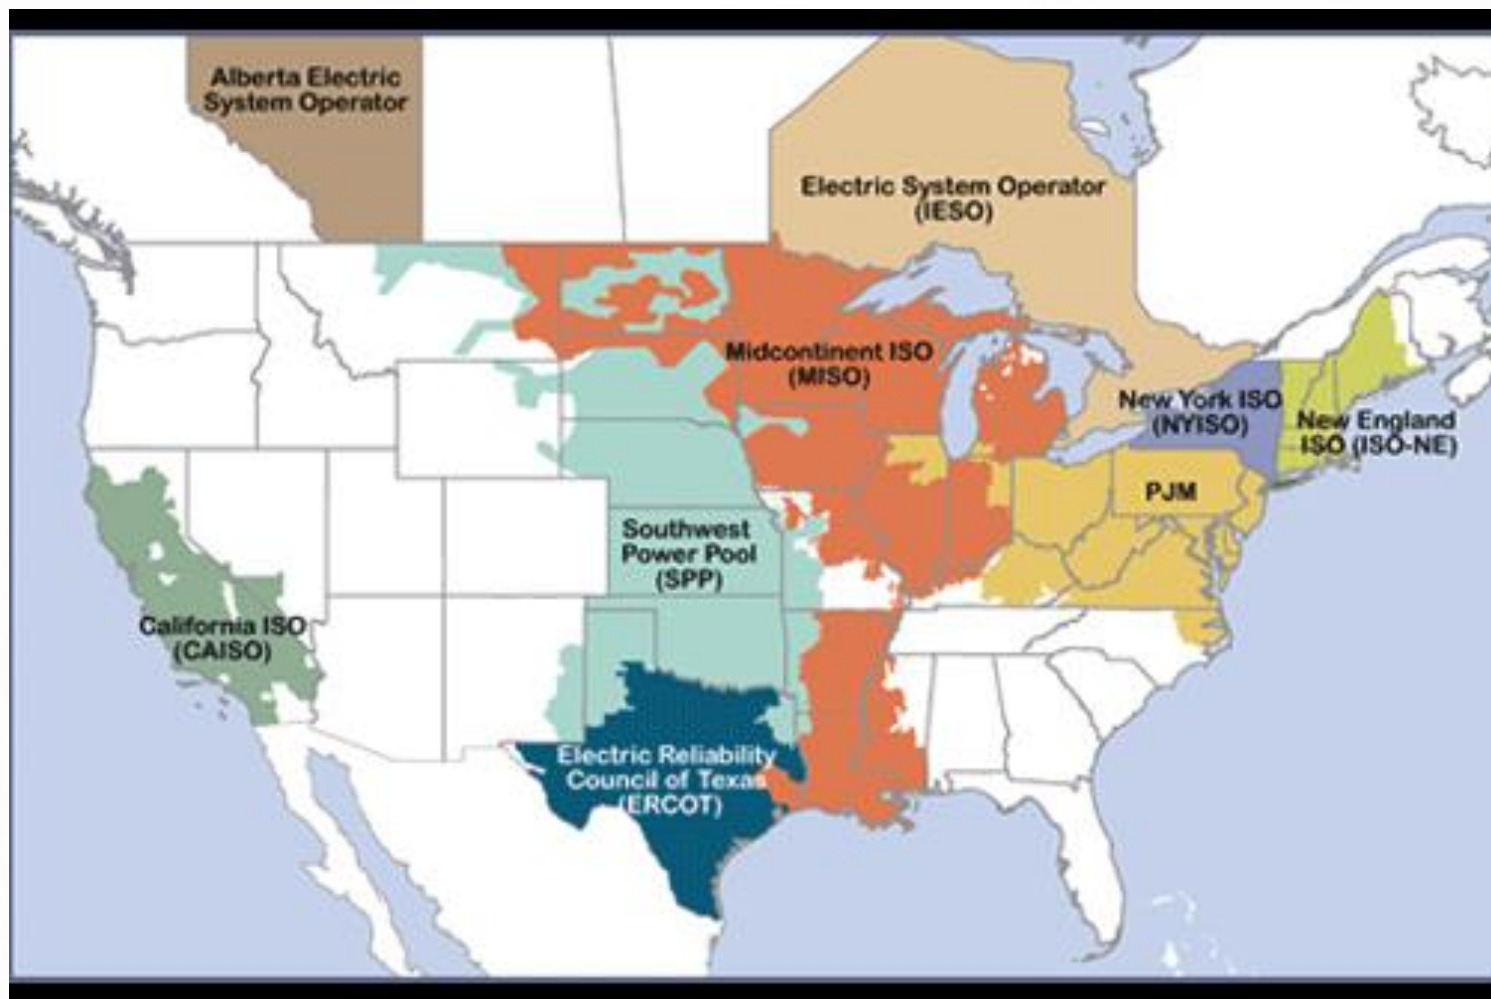 Alberta Electric
System Operator
Electric System Operator
(IESO)
Midcontinent ISO
(MISO)
New York ISO
(NYISO)
New England
ISO (ISO-NE)
PJM
Southwest
Power Pool
(SPP)
California ISO
(CAISO)
Electric Reliability
Council of Texas
(ERCOT)